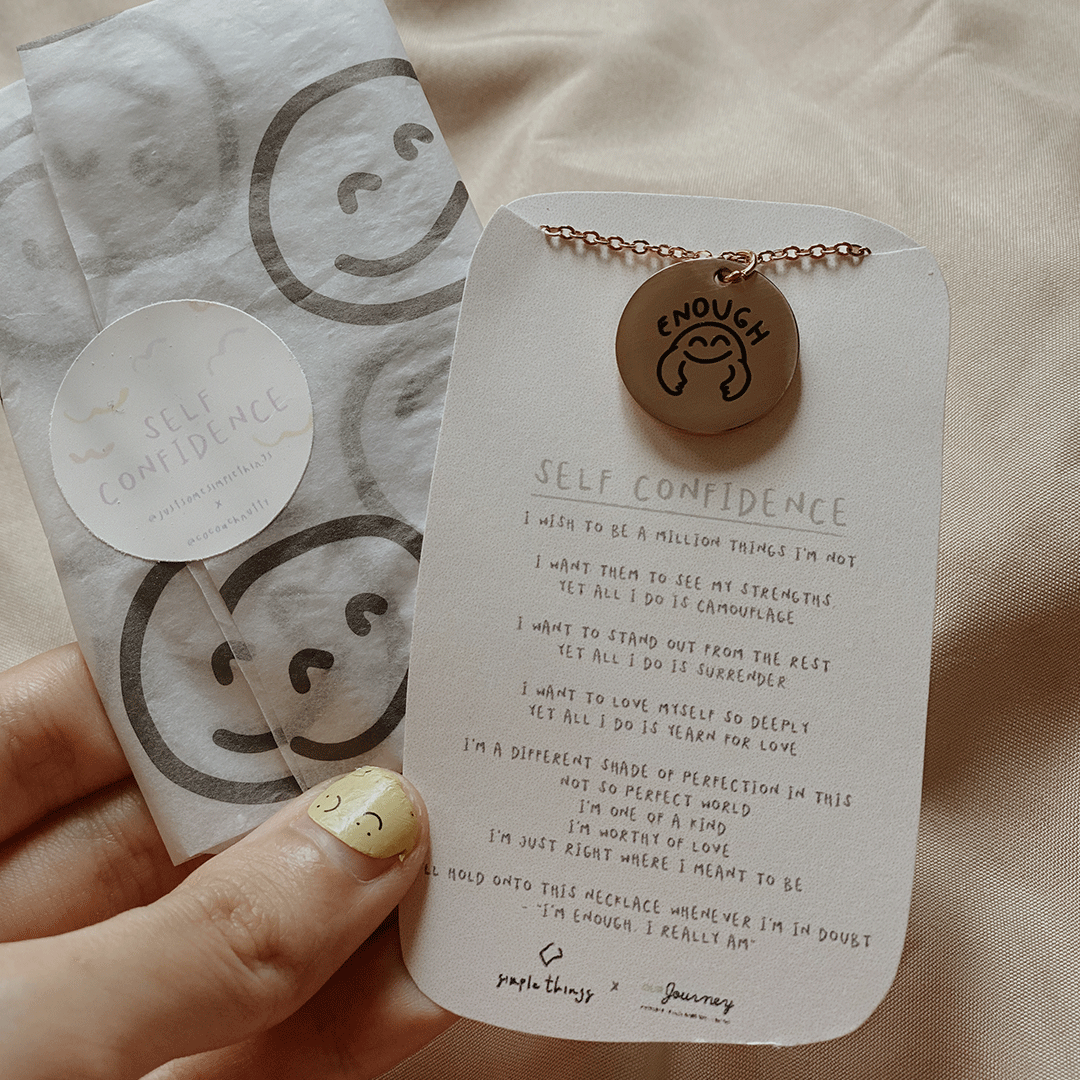 ENOUGH
SELF
CONFIDENCE
@justsomesimplethings
x
SELF CONFIDENCE
I WISH TO BE A MILLION THINGS I'M NOT
I WANT THEM TO SEE MY STRENGTHS,
YET ALL I DO IS CAMOUFLAGE
I WANT TO STAND OUT FROM THE REST
YET ALL I DO IS SURRENDER
I WANT TO LOVE MYSELF SO DEEPLY
YET ALL I DO IS YEARN FOR LOVE
I'M A DIFFERENT SHADE OF PERFECTION IN THIS
NOT SO PERFECT WORLD
I'M ONE OF A KIND
I'M WORTHY OF LOVE
I'M JUST RIGHT WHERE I MEANT TO BE
LL HOLD ONTO THIS NECKLACE WHENEVER I'M IN DOUBT
- "I'M ENOUGH, I REALLY AM"
simple things x OUR Journey